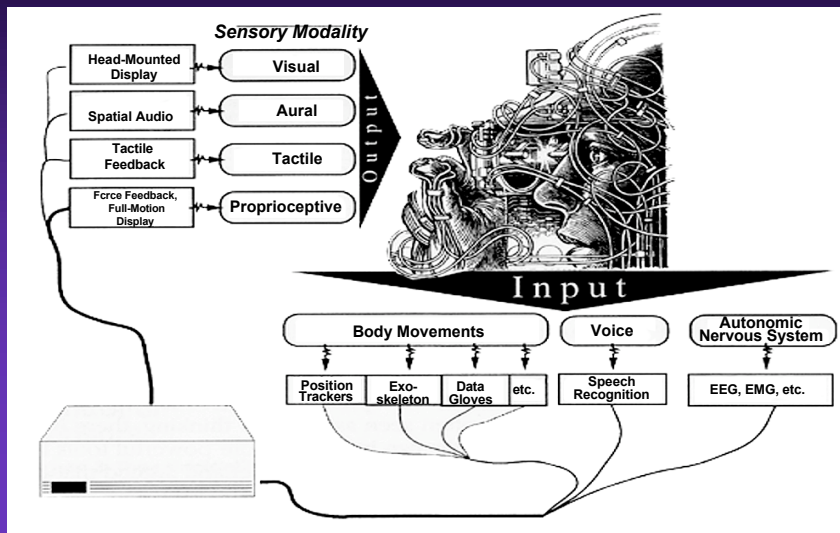 Sensory Modality
Head-Mounted
Display
Visual
Spatial Audio
Aural
Tactile
Feedback
Tactile
Fcrce Feedback,
Full-Motion
Display
Proprioceptive
Output
Input
Body Movements
Voice
Autonomic
Nervous System
Position
Trackers
Exo-
skeleton
Data
Gloves
etc.
Speech
Recognition
EEG, EMG, etc.